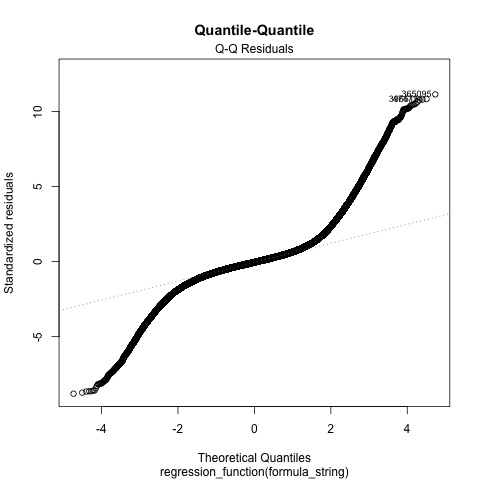 Quantile-Quantile
Q-Q Residuals
365095
10
5
0
-5
Standardized residuals
-4
-2
0
2
4
Theoretical Quantiles
regression_function(formula_string)